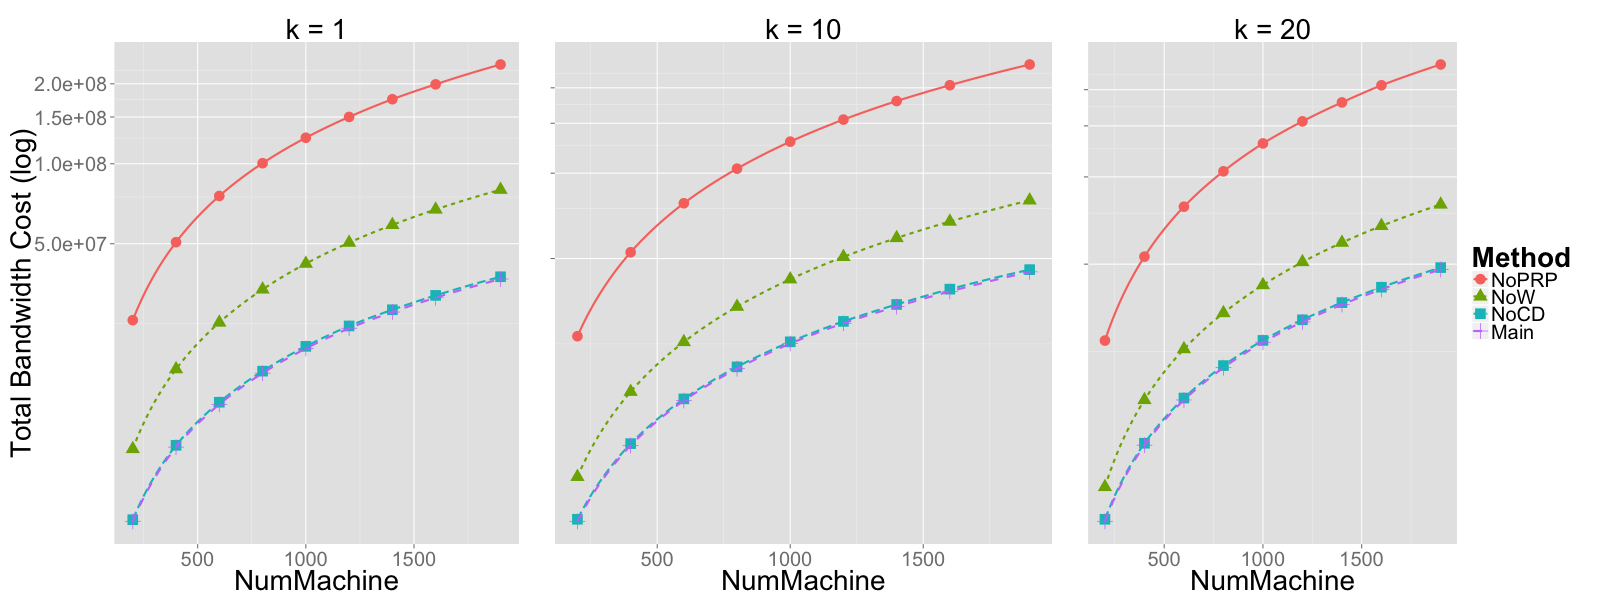 k = 1
k = 10
k = 20
Total Bandwidth Cost (log)
2.0e+08
1.5e+08
1.0e+08
5.0e+07
500 1000 1500
500 1000 1500
500 1000 1500
NumMachine
NumMachine
NumMachine
Method
NoPRP
NoW
NoCD
Main